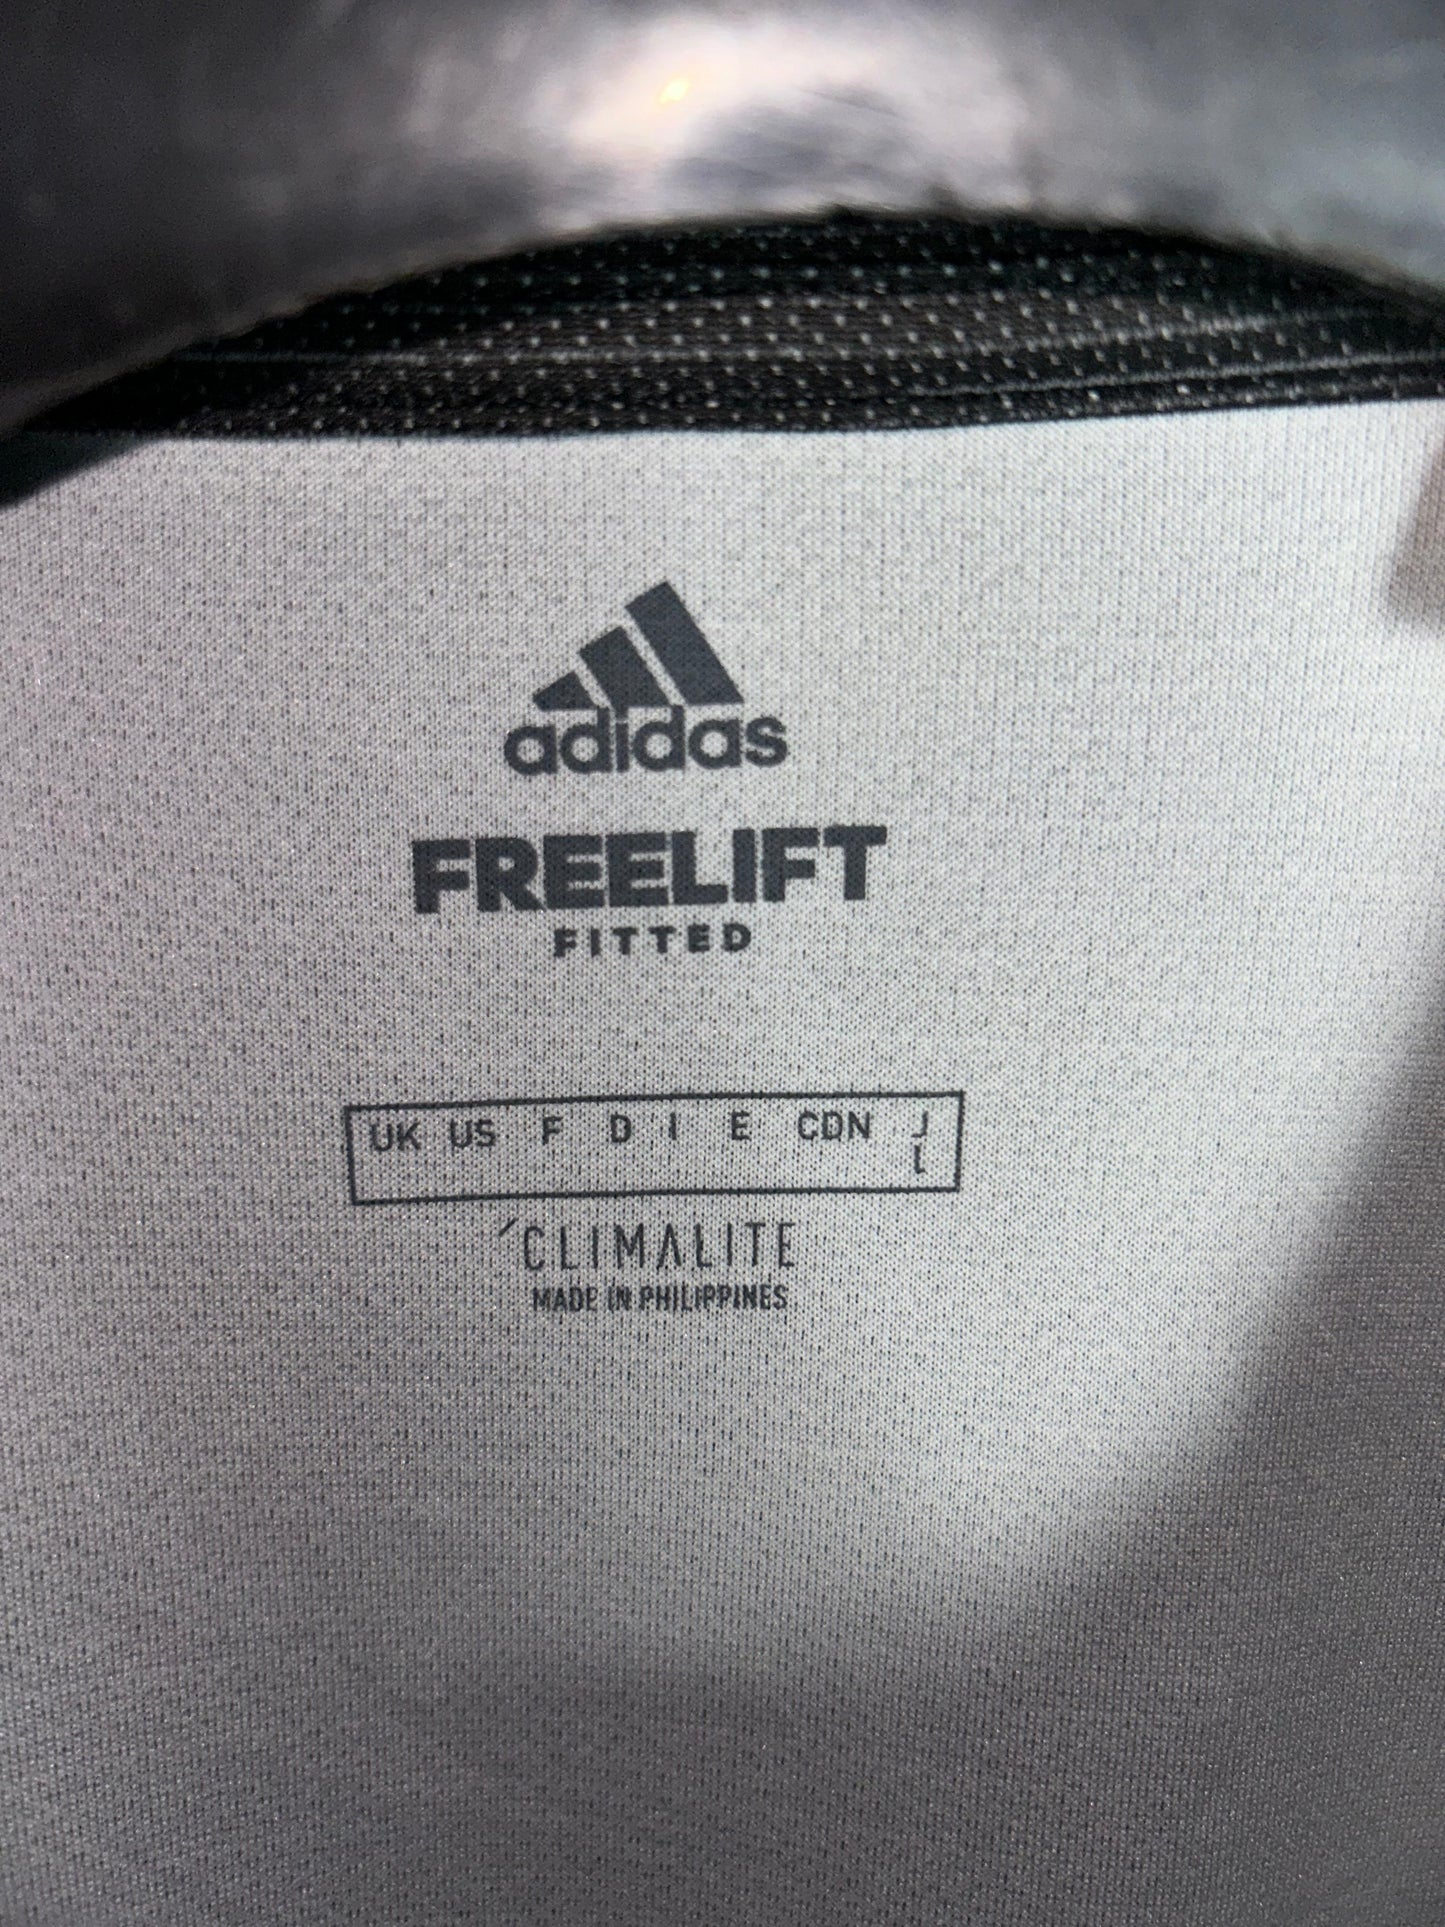 adidas
FREELIFT
FITTED
UK US F D I E CDN J
CLIMALITE
MADE IN PHILIPPINES